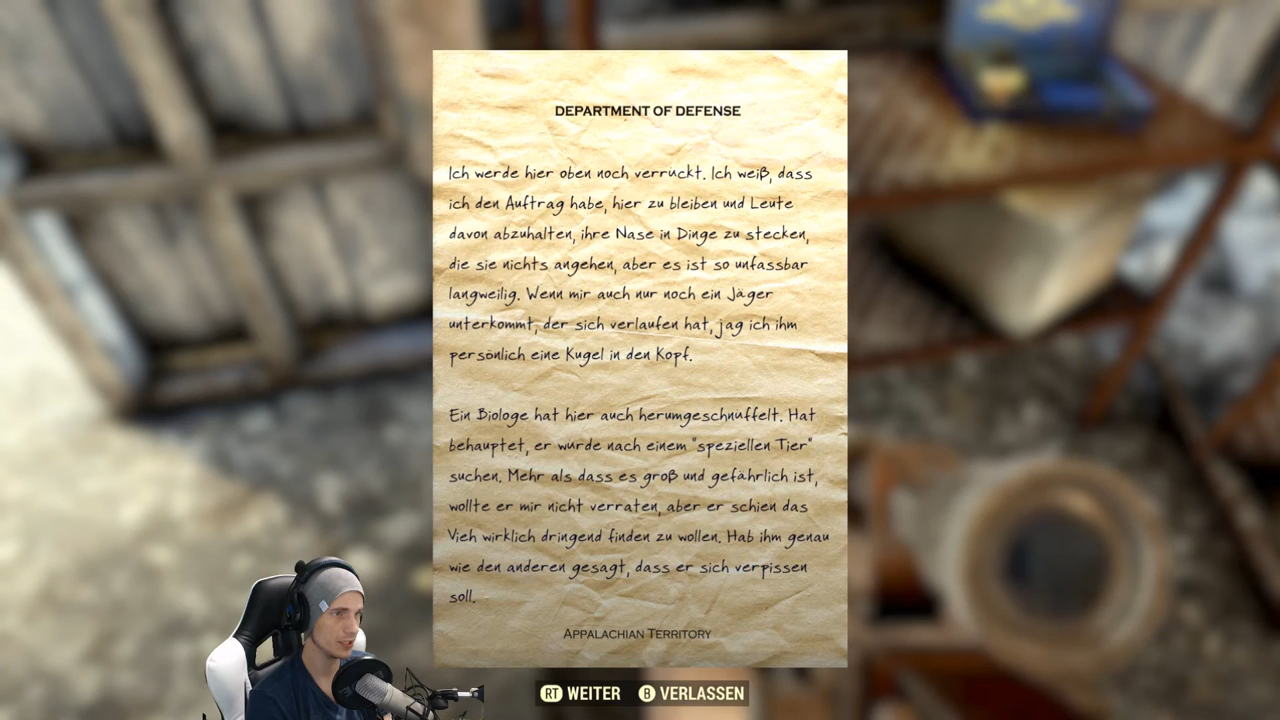 DEPARTMENT OF DEFENSE
Ich werde hier oben noch verrückt. Ich weiß, dass
ich den Auftrag habe, hier zu bleiben und Leute
davon abzuhalten, ihre Nase in Dinge zu stecken,
die sie nichts angehen, aber es ist so unfassbar
langweilig. Wenn mir auch nur noch ein Jäger
unterkommt, der sich verlaufen hat, jag ich ihm
persönlich eine Kugel in den Kopf.
Ein Biologe hat hier auch herumgeschnüffelt. Hat
behauptet, er würde nach einem "speziellen Tier"
suchen. Mehr als dass es groß und gefährlich ist,
wollte er mir nicht verraten, aber er schien das
Vieh wirklich dringend finden zu wollen. Hab ihm genau
wie den anderen gesagt, dass er sich verpissen
soll.
APPALACHIAN TERRITORY
RT WEITER B VERLASSEN